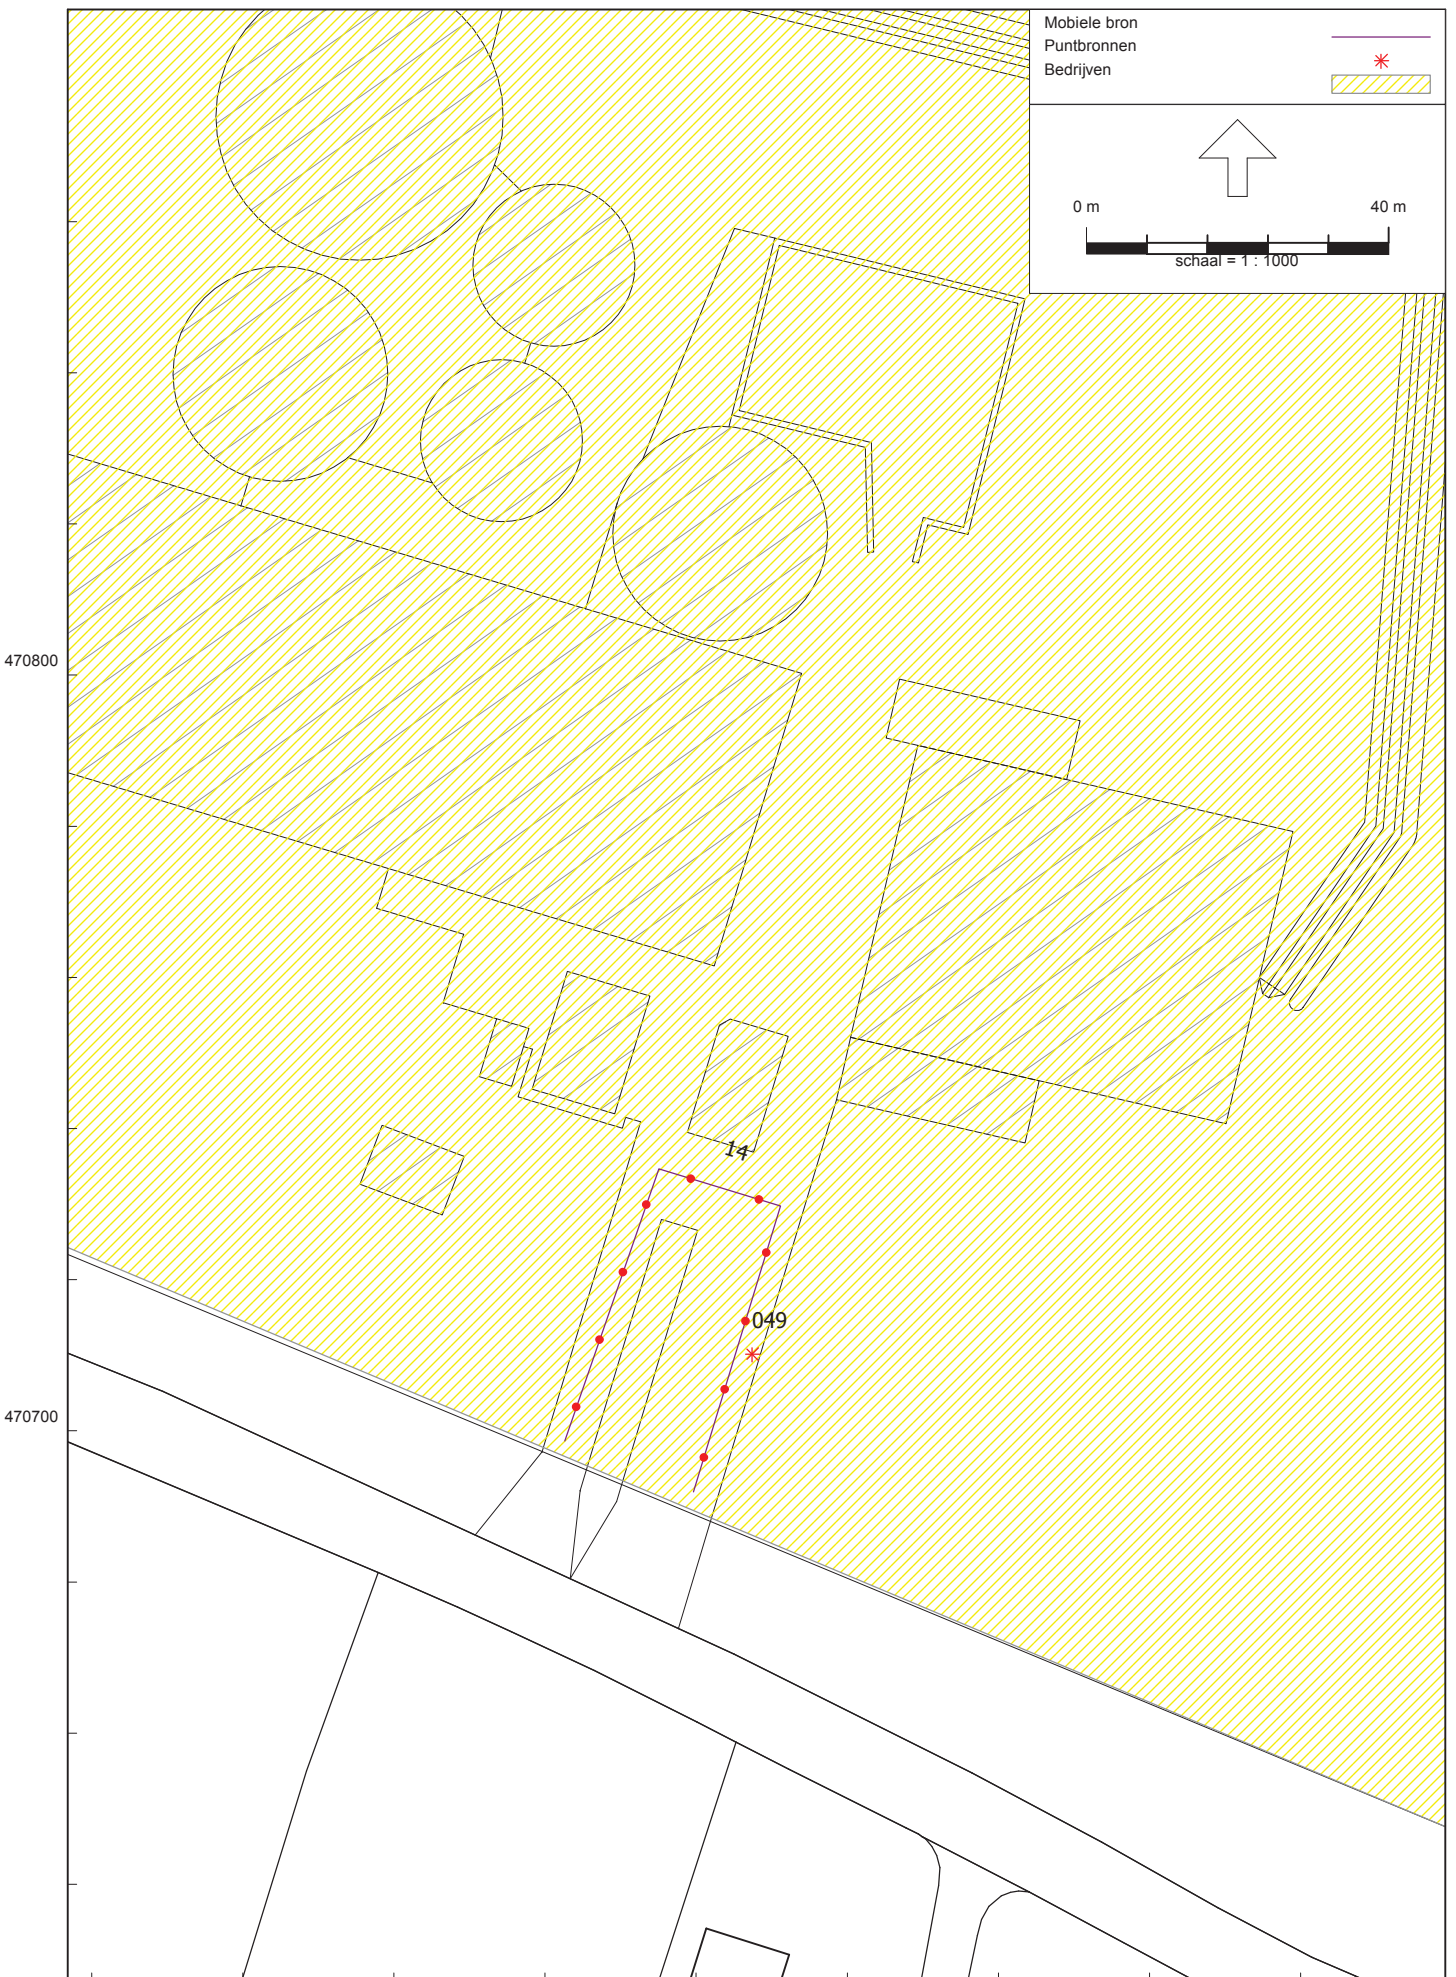 Mobiele bron
Puntbronnen
Bedrijven
0 m 40 m
schaal = 1 : 1000
470800
14
049
470700